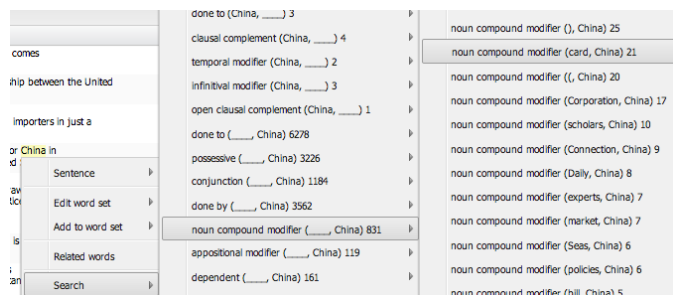 comes
ship between the United
importers in just a
or China in
is
Sentence
Edit word set
Add to word set
Related words
Search
done to (China, ____) 3
clausal complement (China, ____) 4
temporal modifier (China, ____) 2
infinitival modifier (China, ____) 3
open clausal complement (China, ____) 1
done to (____, China) 6278
possessive (____, China) 3226
conjunction (____, China) 1184
done by (____, China) 3562
noun compound modifier (____, China) 831
appositional modifier (____, China) 119
dependent (____, China) 161
noun compound modifier (), China) 25
noun compound modifier (card, China) 21
noun compound modifier ((, China) 20
noun compound modifier (Corporation, China) 17
noun compound modifier (scholars, China) 10
noun compound modifier (Connection, China) 9
noun compound modifier (Daily, China) 8
noun compound modifier (experts, China) 7
noun compound modifier (market, China) 7
noun compound modifier (Seas, China) 6
noun compound modifier (policies, China) 6
noun compound modifier (bill, China) 5